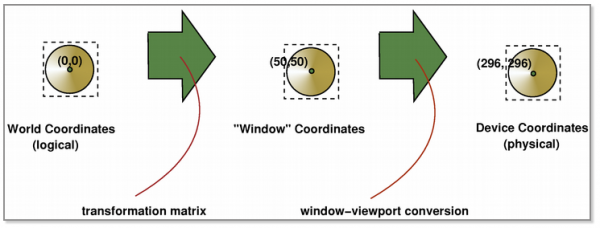 (0,0)
(50,50)
(296, 296)
World Coordinates
(logical)
"Window" Coordinates
Device Coordinates
(physical)
transformation matrix
window−viewport conversion